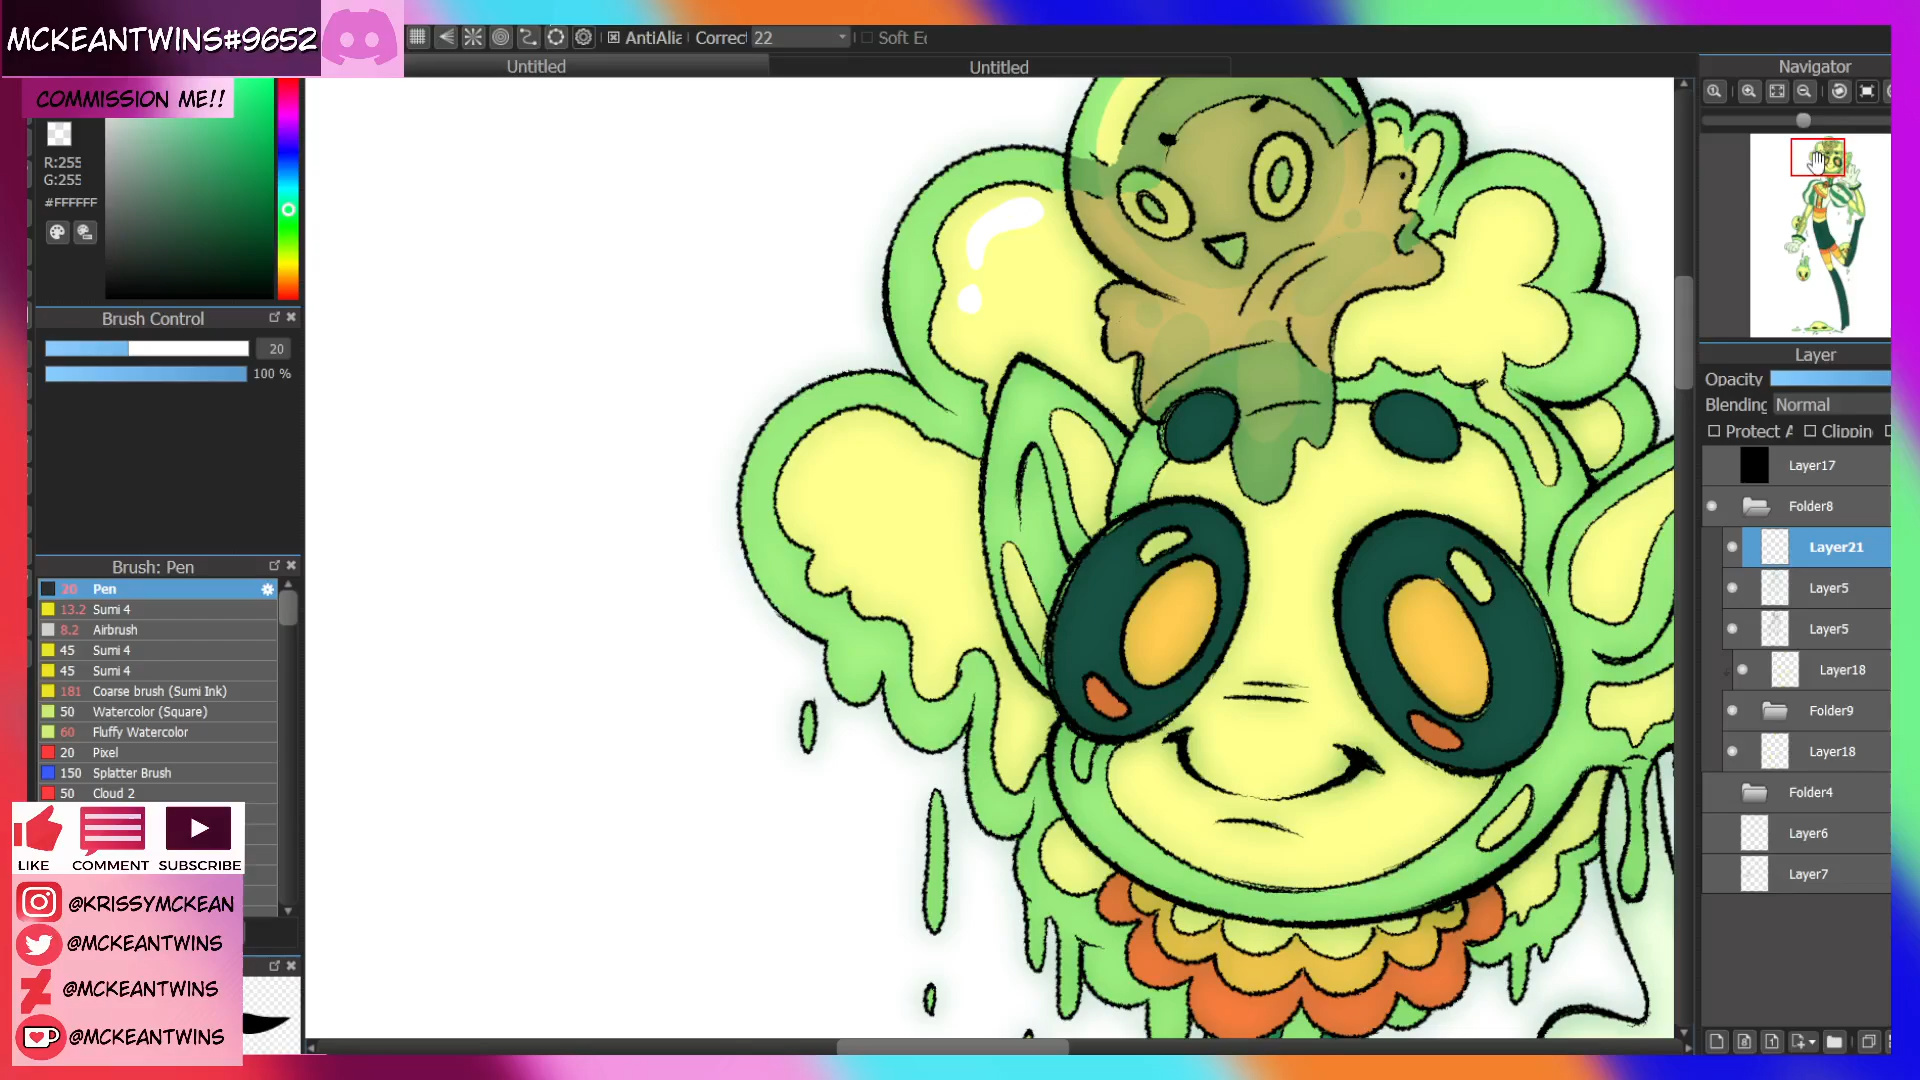 MCKEANTWINS#9652
COMMISSION ME!!
AntiAlia
Correct
22
Soft E
Untitled
Untitled
R:255
G:255
#FFFFFF
Brush Control
20
100 %
Brush: Pen
20 Pen
13.2 Sumi 4
8.2 Airbrush
45 Sumi 4
45 Sumi 4
181 Coarse brush (Sumi Ink)
50 Watercolor (Square)
60 Fluffy Watercolor
20 Pixel
150 Splatter Brush
50 Cloud 2
LIKE
COMMENT
SUBSCRIBE
@KRISSYMCKEAN
@MCKEANTWINS
@MCKEANTWINS
@MCKEANTWINS
Navigator
Layer
Opacity
Blending
Normal
Protect A
Clipping
Layer17
Folder8
Layer21
Layer5
Layer5
Layer18
Folder9
Layer18
Folder4
Layer6
Layer7